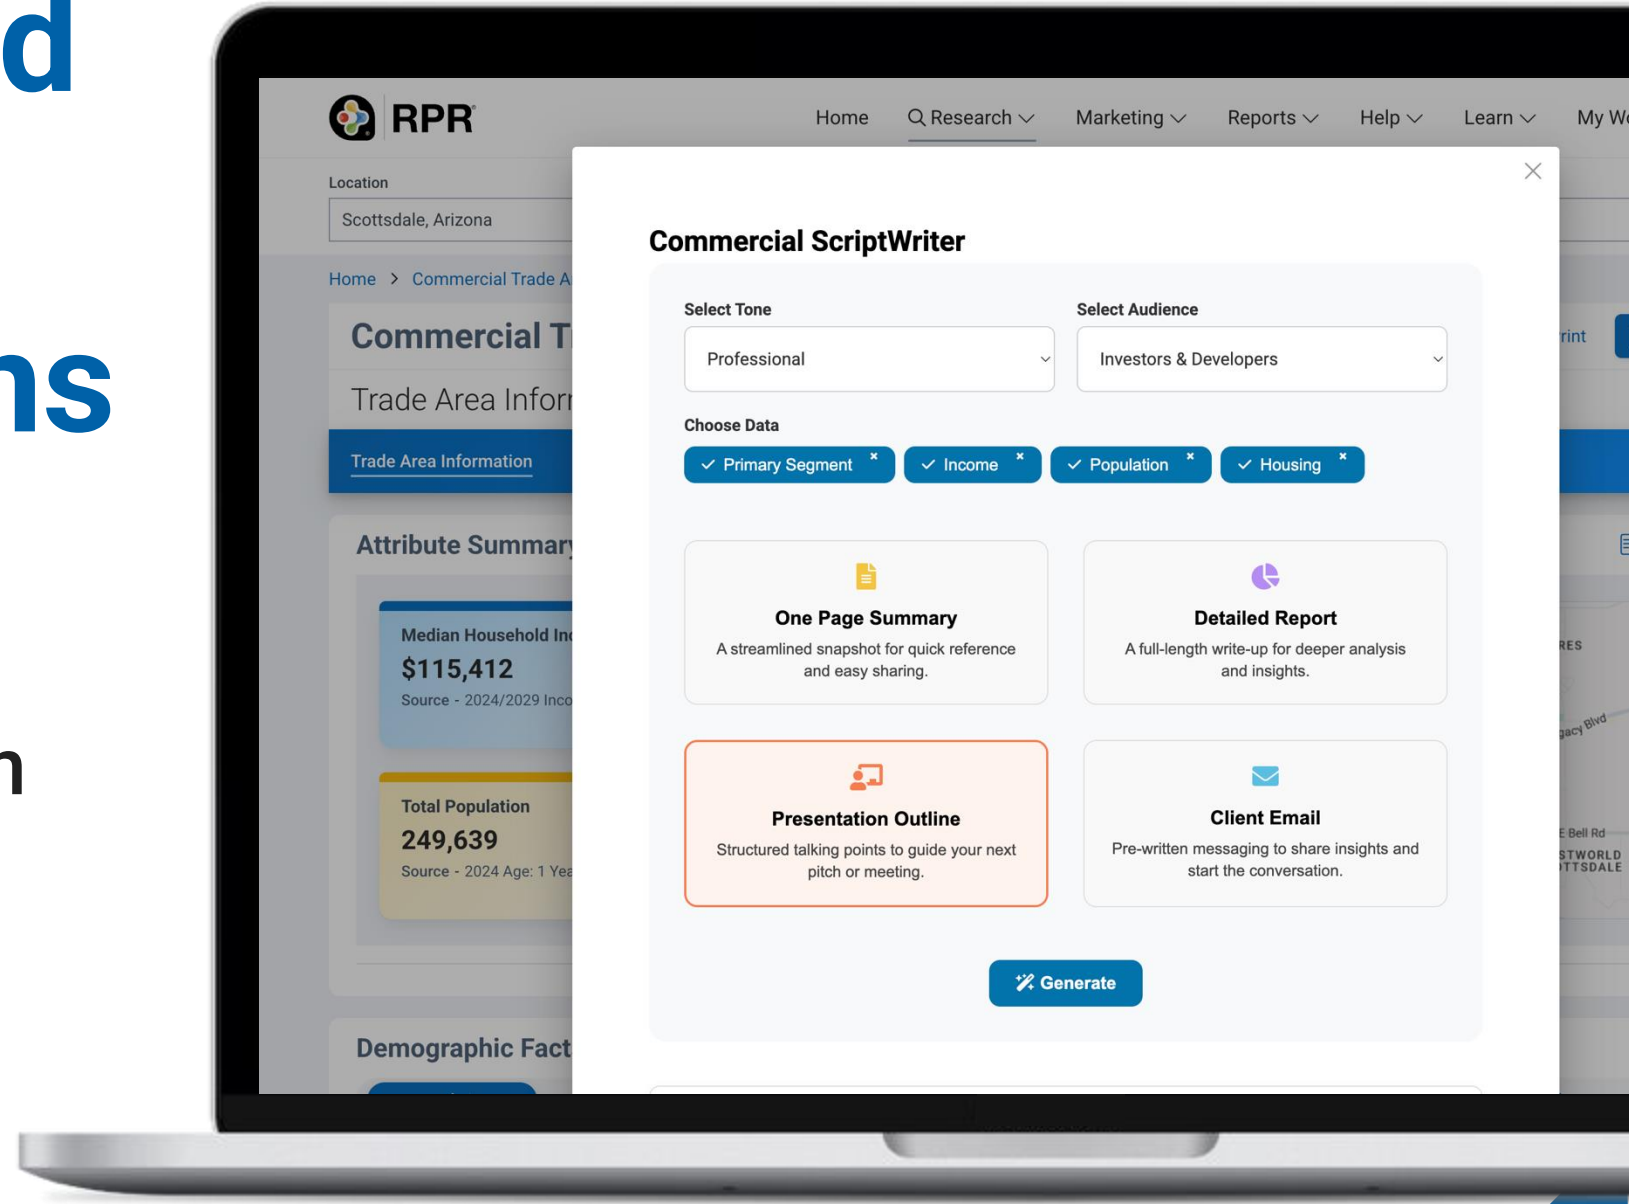 d
ns
n
RPR
Home Research Marketing Reports Help Learn My Wo
Location
Scottsdale, Arizona
Home > Commercial Trade A
Commercial T
Trade Area Infor
Trade Area Information
Attribute Summary
Median Household Inc
$115,412
Source - 2024/2029 Inco
Total Population
249,639
Source - 2024 Age: 1 Yea
Demographic Fact
Commercial ScriptWriter
Select Tone
Professional
Select Audience
Investors & Developers
Choose Data
Primary Segment
Income
Population
Housing
One Page Summary
A streamlined snapshot for quick reference
and easy sharing.
Detailed Report
A full-length write-up for deeper analysis
and insights.
Presentation Outline
Structured talking points to guide your next
pitch or meeting.
Client Email
Pre-written messaging to share insights and
start the conversation.
Generate
rint
RES
gacy Blvd
E Bell Rd
STWORLD
TTSDALE